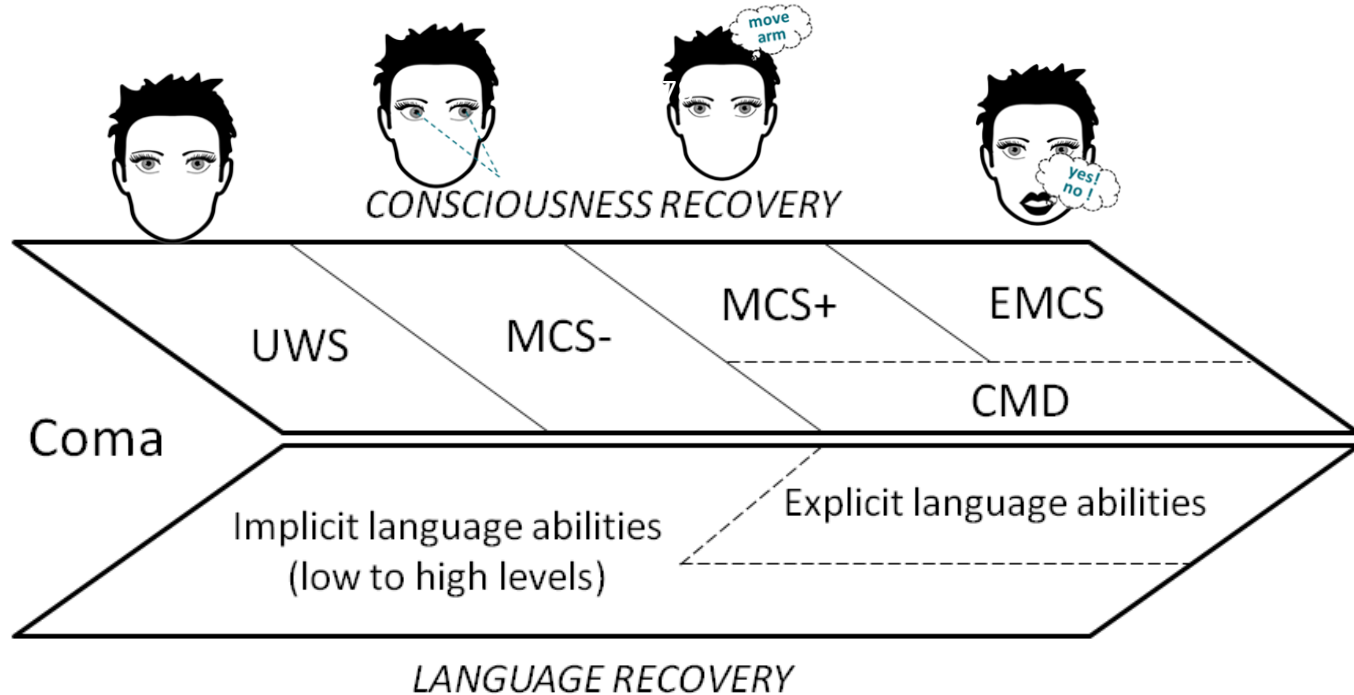 move
arm
7
yes!
no !
CONSCIOUSNESS RECOVERY
UWS
MCS-
MCS+
EMCS
CMD
Coma
Implicit language abilities
(low to high levels)
Explicit language abilities
LANGUAGE RECOVERY